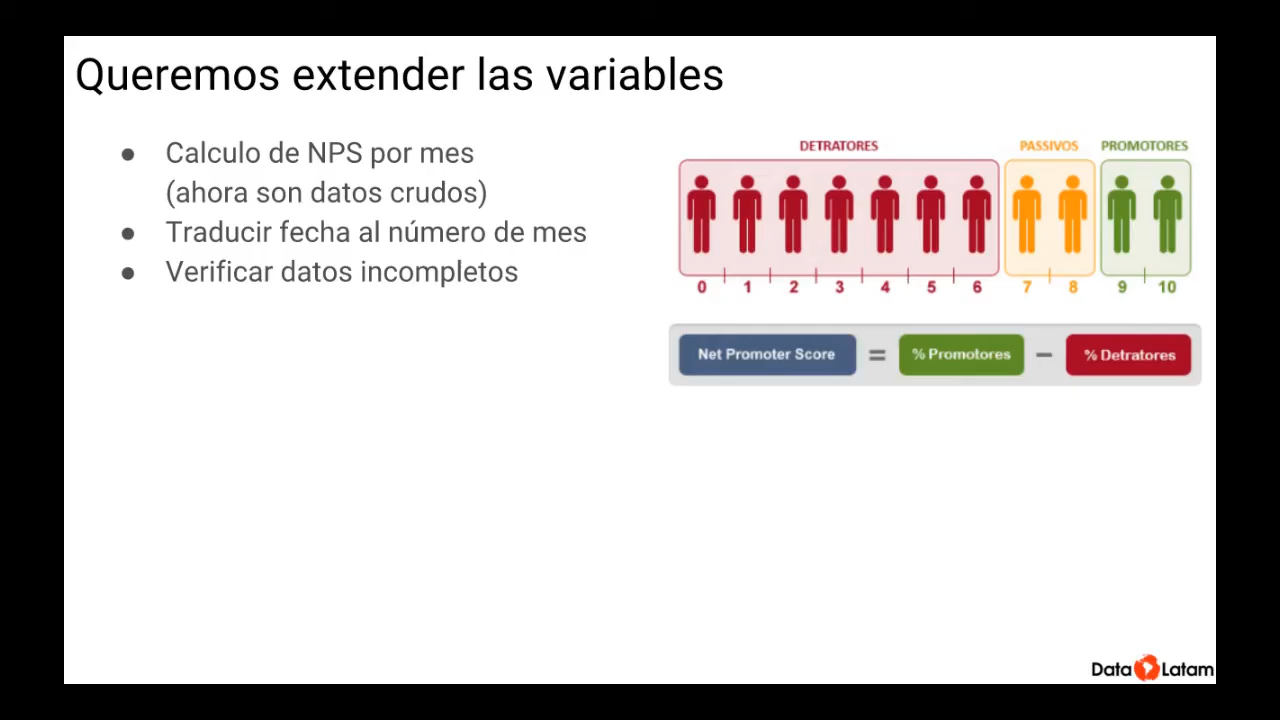 Queremos extender las variables
● Calculo de NPS por mes
(ahora son datos crudos)
● Traducir fecha al número de mes
● Verificar datos incompletos
DETRATORES PASSIVOS PROMOTORES
0 1 2 3 4 5 6 7 8 9 10
Net Promoter Score = % Promotores - % Detratores
Data Latam